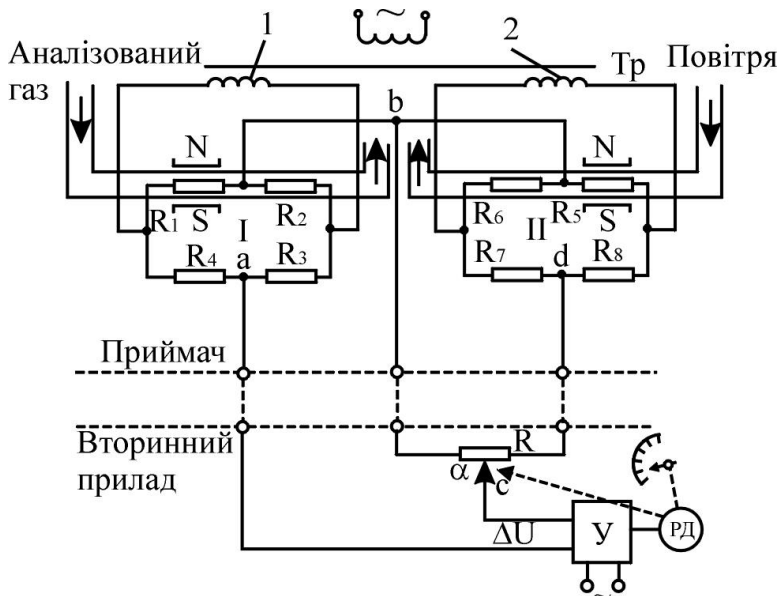 1
~
2
Аналізований
газ
Тр
Повітря
b
N
N
R1
S
R2
R6
R5
S
I
II
R4
a
R3
R7
d
R8
Приймач
Вторинний
прилад
R
α
c
ΔU
У
РД
~